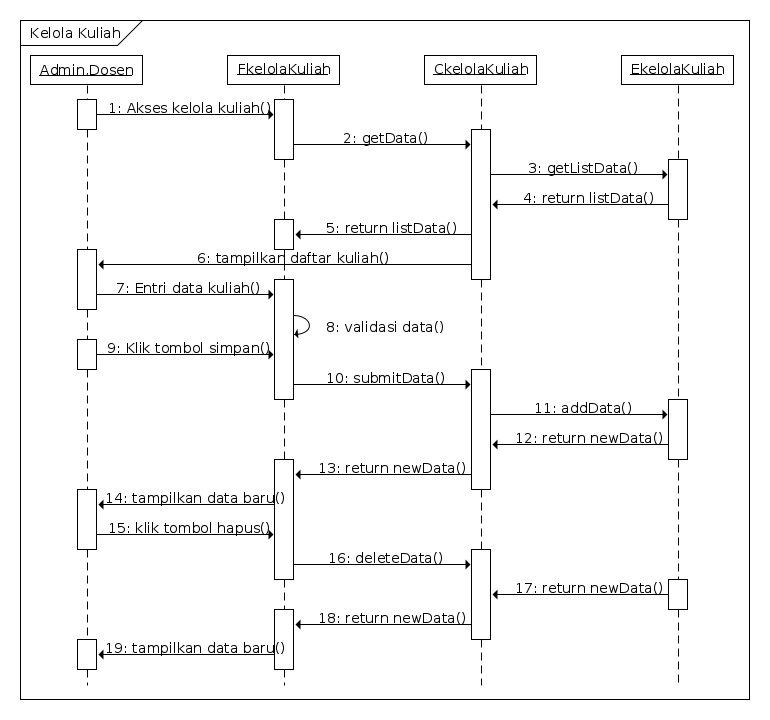 Kelola Kuliah
Admin.Dosen
FkelolaKuliah
CkelolaKuliah
EkelolaKuliah
1: Akses kelola kuliah()
2: getData()
3: getListData()
4: return listData()
5: return listData()
6: tampilkan daftar kuliah()
7: Entri data kuliah()
8: validasi data()
9: Klik tombol simpan()
10: submitData()
11: addData()
12: return newData()
13: return newData()
14: tampilkan data baru()
15: klik tombol hapus()
16: deleteData()
17: return newData()
18: return newData()
19: tampilkan data baru()